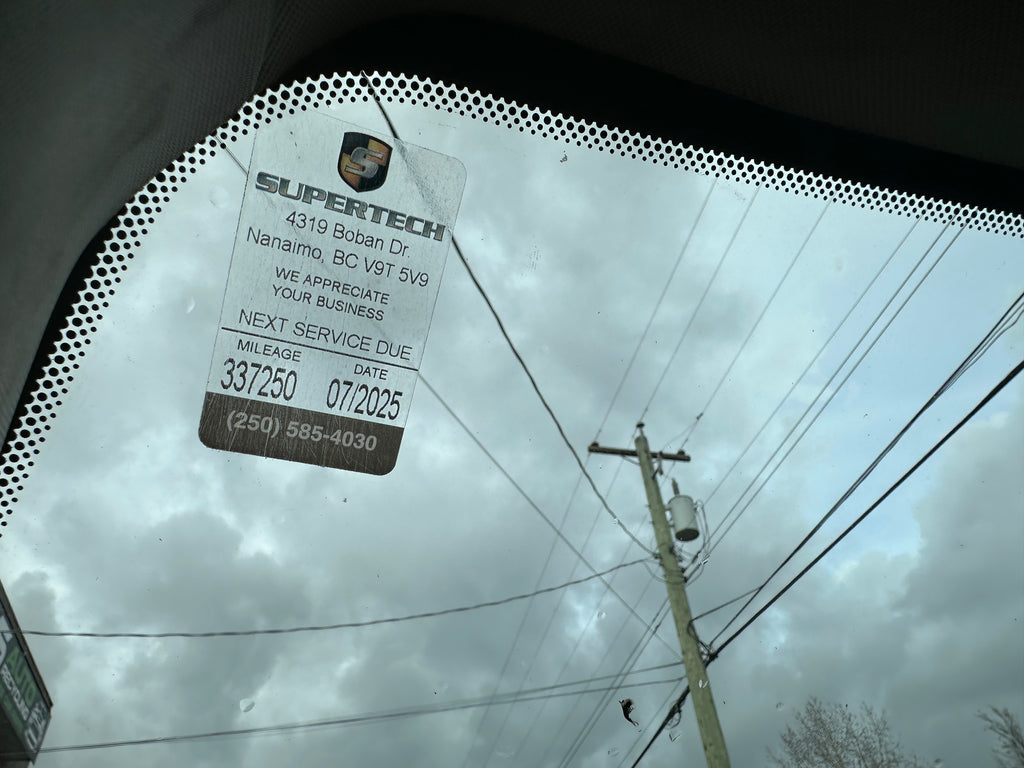 S
SUPERTECH
4319 Boban Dr.
Nanaimo, BC V9T 5V9
WE APPRECIATE
YOUR BUSINESS
NEXT SERVICE DUE
MILEAGE DATE
337250 07/2025
(250) 585-4030
AUTO